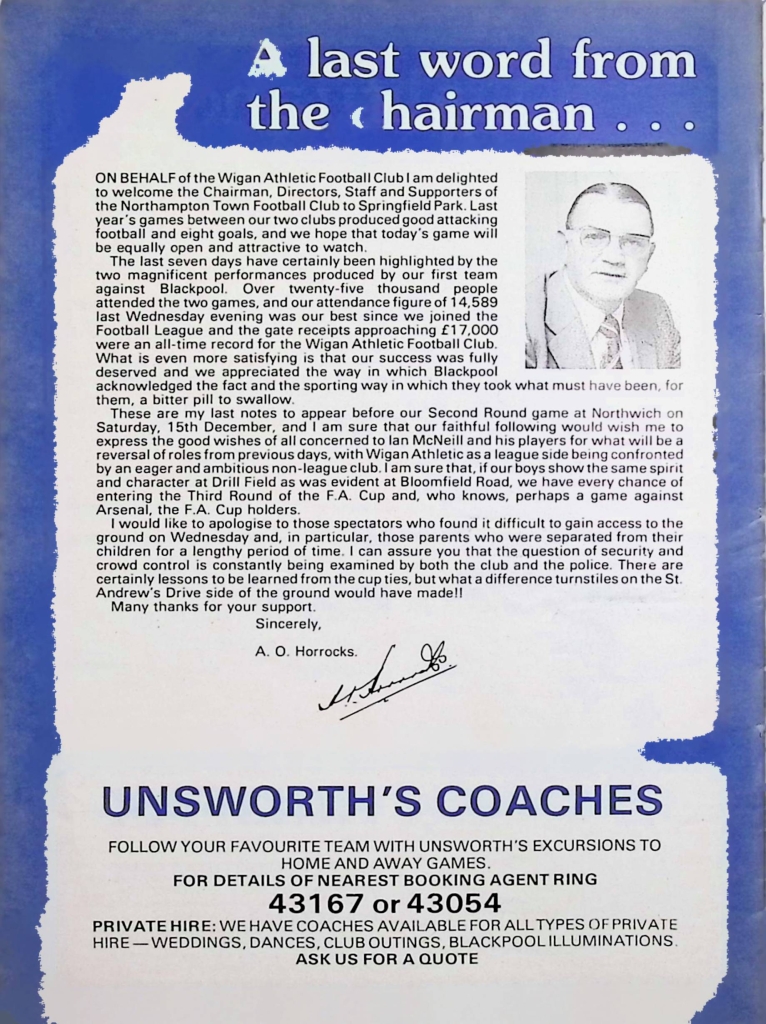 A last word from
the chairman . . .
ON BEHALF of the Wigan Athletic Football Club I am delighted
to welcome the Chairman, Directors, Staff and Supporters of
the Northampton Town Football Club to Springfield Park. Last
year's games between our two clubs produced good attacking
football and eight goals, and we hope that today's game will
be equally open and attractive to watch.
The last seven days have certainly been highlighted by the
two magnificent performances produced by our first team
against Blackpool. Over twenty-five thousand people
attended the two games, and our attendance figure of 14,589
last Wednesday evening was our best since we joined the
Football League and the gate receipts approaching £17,000
were an all-time record for the Wigan Athletic Football Club.
What is even more satisfying is that our success was fully
deserved and we appreciated the way in which Blackpool
acknowledged the fact and the sporting way in which they took what must have been, for
them, a bitter pill to swallow.
These are my last notes to appear before our Second Round game at Northwich on
Saturday, 15th December, and I am sure that our faithful following would wish me to
express the good wishes of all concerned to Ian McNeill and his players for what will be a
reversal of roles from previous days, with Wigan Athletic as a league side being confronted
by an eager and ambitious non-league club. I am sure that, if our boys show the same spirit
and character at Drill Field as was evident at Bloomfield Road, we have every chance of
entering the Third Round of the F.A. Cup and, who knows, perhaps a game against
Arsenal, the F.A. Cup holders.
I would like to apologise to those spectators who found it difficult to gain access to the
ground on Wednesday and, in particular, those parents who were separated from their
children for a lengthy period of time. I can assure you that the question of security and
crowd control is constantly being examined by both the club and the police. There are
certainly lessons to be learned from the cup ties, but what a difference turnstiles on the St.
Andrew's Drive side of the ground would have made!!
Many thanks for your support.
Sincerely,
A. O. Horrocks.
UNSWORTH'S COACHES
FOLLOW YOUR FAVOURITE TEAM WITH UNSWORTH'S EXCURSIONS TO
HOME AND AWAY GAMES.
FOR DETAILS OF NEAREST BOOKING AGENT RING
43167 or 43054
PRIVATE HIRE: WE HAVE COACHES AVAILABLE FOR ALL TYPES OF PRIVATE
HIRE — WEDDINGS, DANCES, CLUB OUTINGS, BLACKPOOL ILLUMINATIONS.
ASK US FOR A QUOTE